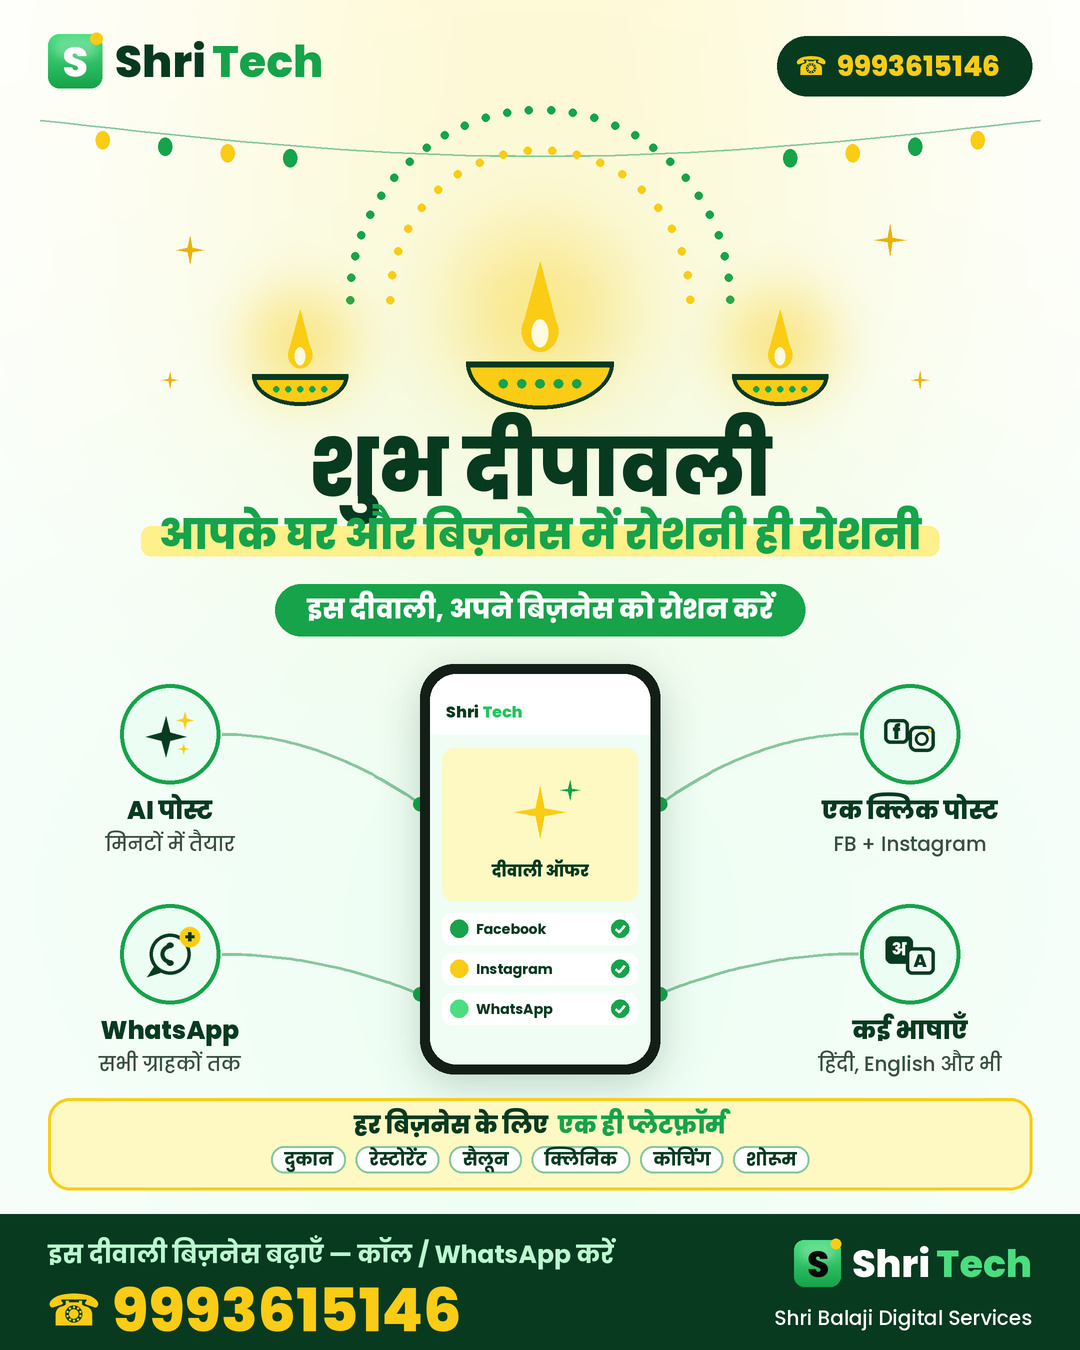 S Shri Tech
☎ 9993615146
शुभ दीपावली
आपके घर और बिज़नेस में रोशनी ही रोशनी
इस दीवाली, अपने बिज़नेस को रोशन करें
AI पोस्ट
मिनटों में तैयार
WhatsApp
सभी ग्राहकों तक
Shri Tech
दीवाली ऑफर
Facebook
Instagram
WhatsApp
f
एक क्लिक पोस्ट
FB + Instagram
अ A
कई भाषाएँ
हिंदी, English और भी
हर बिज़नेस के लिए एक ही प्लेटफ़ॉर्म
दुकान रेस्टोरेंट सैलून क्लिनिक कोचिंग शोरूम
इस दीवाली बिज़नेस बढ़ाएँ — कॉल / WhatsApp करें
☎ 9993615146
S Shri Tech
Shri Balaji Digital Services